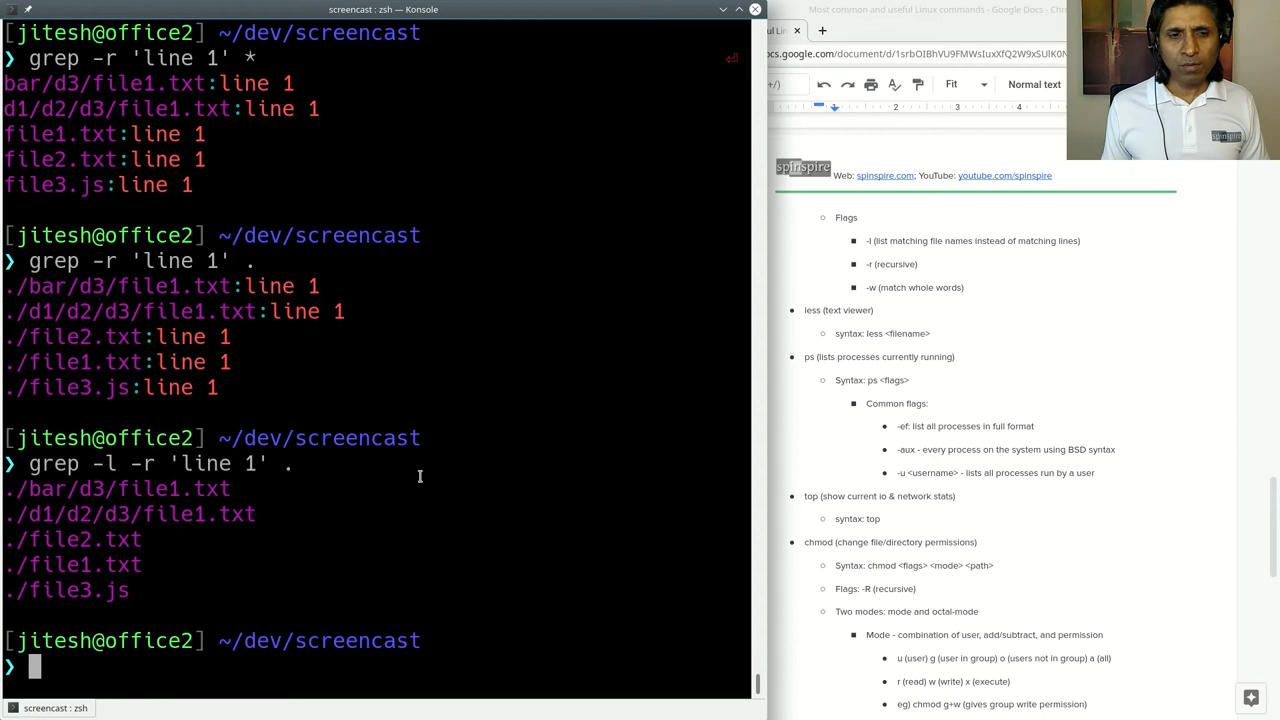 screencast : zsh — Konsole
[jitesh@office2] ~/dev/screencast
❯ grep -r 'line 1' *
bar/d3/file1.txt:line 1
d1/d2/d3/file1.txt:line 1
file1.txt:line 1
file2.txt:line 1
file3.js:line 1
[jitesh@office2] ~/dev/screencast
❯ grep -r 'line 1' .
./bar/d3/file1.txt:line 1
./d1/d2/d3/file1.txt:line 1
./file2.txt:line 1
./file1.txt:line 1
./file3.js:line 1
[jitesh@office2] ~/dev/screencast
❯ grep -l -r 'line 1' .
./bar/d3/file1.txt
./d1/d2/d3/file1.txt
./file2.txt
./file1.txt
./file3.js
[jitesh@office2] ~/dev/screencast
❯
screencast : zsh
Most common and useful Linux commands - Google Docs -
ul Lin
+/)
Fit
Normal text
1 2 3 4
spinspire
spinspire Web: spinspire.com; YouTube: youtube.com/spinspire
○ Flags
■ -l (list matching file names instead of matching lines)
■ -r (recursive)
■ -w (match whole words)
● less (text viewer)
○ syntax: less <filename>
● ps (lists processes currently running)
○ Syntax: ps <flags>
■ Common flags:
● -ef: list all processes in full format
● -aux - every process on the system using BSD syntax
● -u <username> - lists all processes run by a user
● top (show current io & network stats)
○ syntax: top
● chmod (change file/directory permissions)
○ Syntax: chmod <flags> <mode> <path>
○ Flags: -R (recursive)
○ Two modes: mode and octal-mode
■ Mode - combination of user, add/subtract, and permission
● u (user) g (user in group) o (users not in group) a (all)
● r (read) w (write) x (execute)
● eg) chmod g+w (gives group write permission)